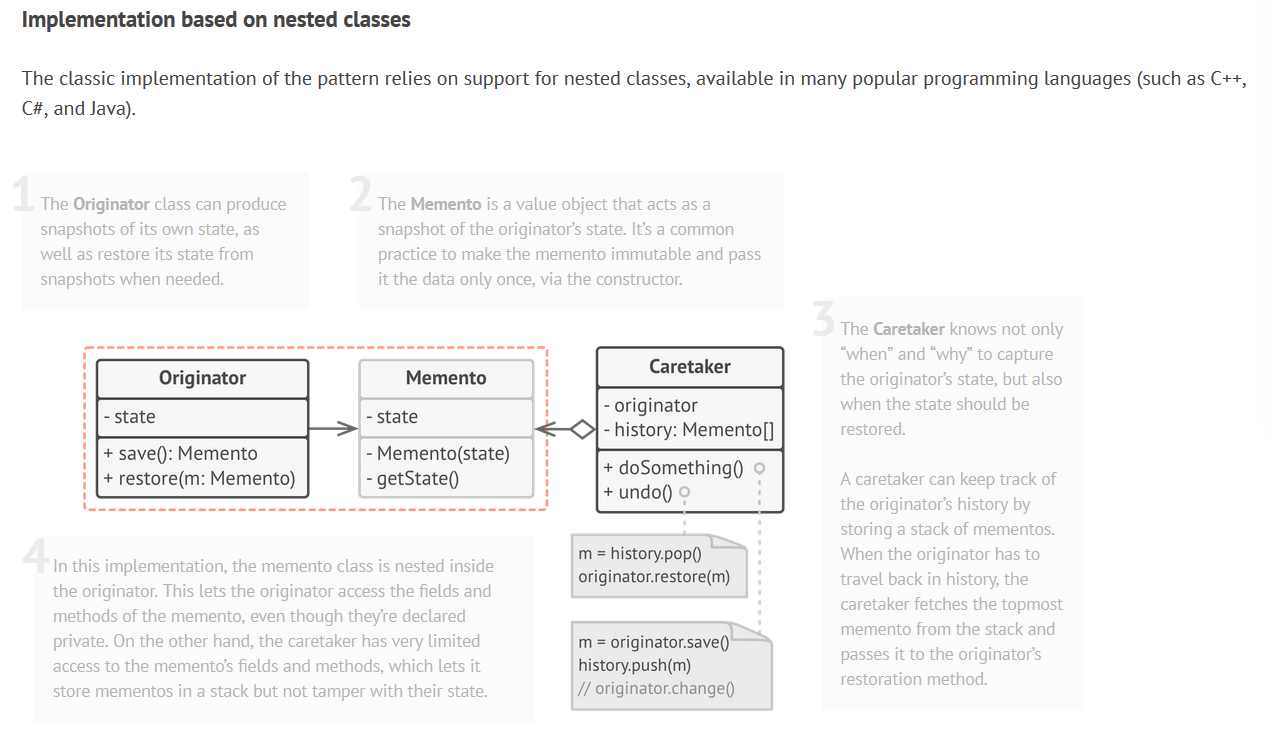 Implementation based on nested classes
The classic implementation of the pattern relies on support for nested classes, available in many popular programming languages (such as C++,
C#, and Java).
1
The Originator class can produce
snapshots of its own state, as
well as restore its state from
snapshots when needed.
2
The Memento is a value object that acts as a
snapshot of the originator’s state. It’s a common
practice to make the memento immutable and pass
it the data only once, via the constructor.
3
The Caretaker knows not only
“when” and “why” to capture
the originator’s state, but also
when the state should be
restored.
A caretaker can keep track of
the originator’s history by
storing a stack of mementos.
When the originator has to
travel back in history, the
caretaker fetches the topmost
memento from the stack and
passes it to the originator’s
restoration method.
Originator
- state
+ save(): Memento
+ restore(m: Memento)
Memento
- state
- Memento(state)
- getState()
Caretaker
- originator
- history: Memento[]
+ doSomething()
+ undo()
m = history.pop()
originator.restore(m)
m = originator.save()
history.push(m)
// originator.change()
4
In this implementation, the memento class is nested inside
the originator. This lets the originator access the fields and
methods of the memento, even though they’re declared
private. On the other hand, the caretaker has very limited
access to the memento’s fields and methods, which lets it
store mementos in a stack but not tamper with their state.